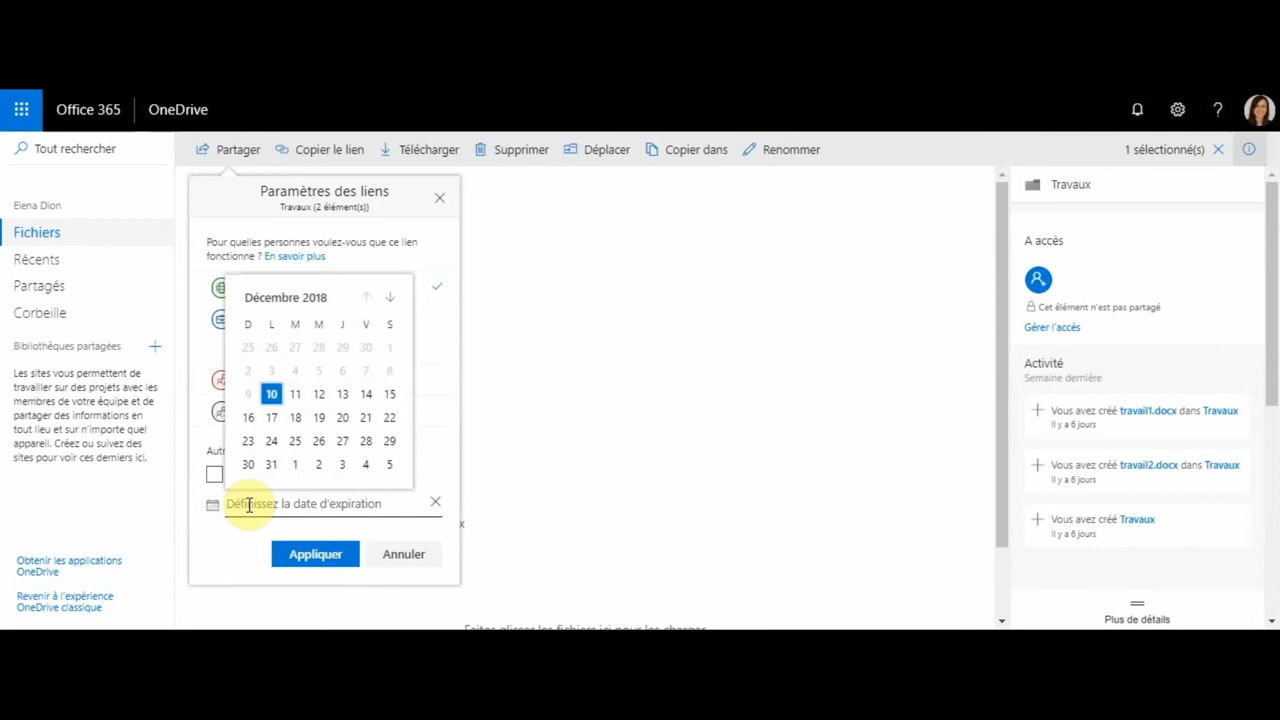 Office 365
OneDrive
Tout rechercher
Partager
Copier le lien
Télécharger
Supprimer
Déplacer
Copier dans
Renommer
1 sélectionné(s)
Elena Dion
Fichiers
Récents
Partagés
Corbeille
Bibliothèques partagées
Les sites vous permettent de
travailler sur des projets avec les
membres de votre équipe et de
partager des informations en
tout lieu et sur n'importe quel
appareil. Créez ou suivez des
sites pour voir ces derniers ici.
Obtenir les applications
OneDrive
Revenir à l'expérience
OneDrive classique
Paramètres des liens
Travaux (2 élément(s))
Pour quelles personnes voulez-vous que ce lien
fonctionne ? En savoir plus
Décembre 2018
D L M M J V S
25 26 27 28 29 30 1
2 3 4 5 6 7 8
9 10 11 12 13 14 15
16 17 18 19 20 21 22
23 24 25 26 27 28 29
30 31 1 2 3 4 5
Définissez la date d'expiration
Appliquer
Annuler
Travaux
A accès
Cet élément n'est pas partagé
Gérer l'accès
Activité
Semaine dernière
Vous avez créé travail1.docx dans Travaux
Il y a 6 jours
Vous avez créé travail2.docx dans Travaux
Il y a 6 jours
Vous avez créé Travaux
Il y a 6 jours
Plus de détails